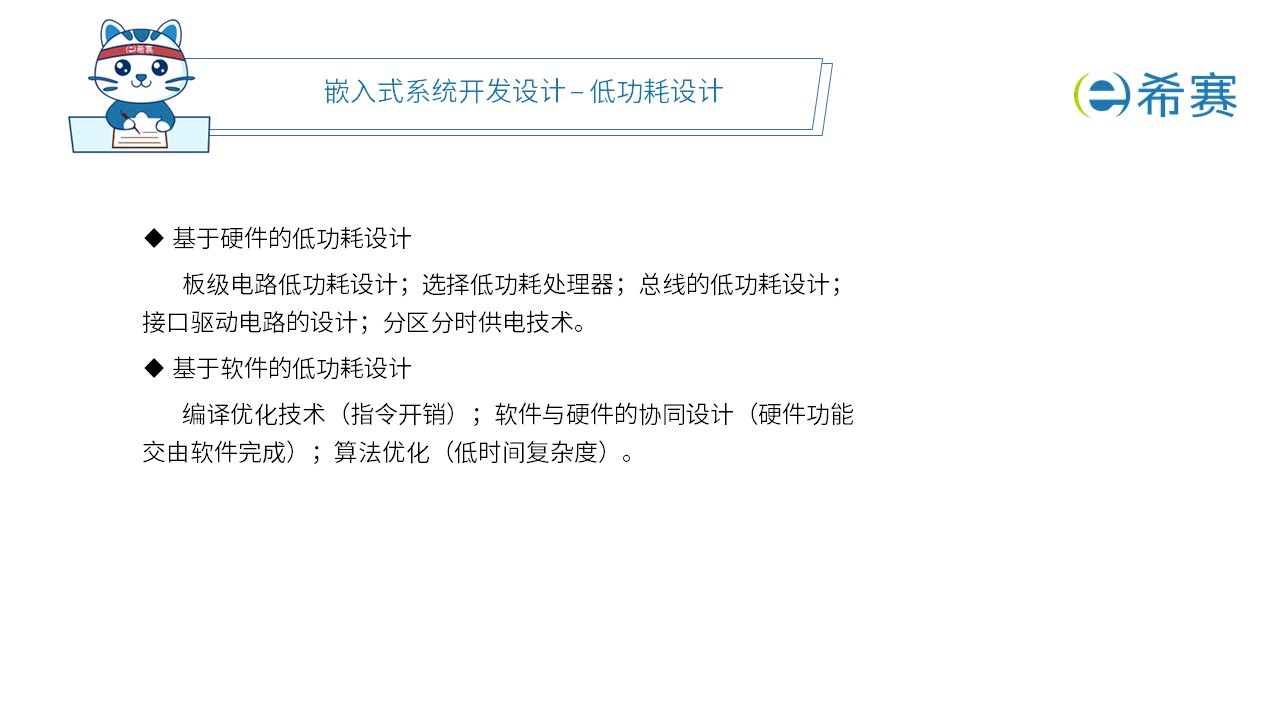 希赛
嵌入式系统开发设计 – 低功耗设计
希赛
◆ 基于硬件的低功耗设计
板级电路低功耗设计；选择低功耗处理器；总线的低功耗设计；
接口驱动电路的设计；分区分时供电技术。
◆ 基于软件的低功耗设计
编译优化技术（指令开销）；软件与硬件的协同设计（硬件功能
交由软件完成）；算法优化（低时间复杂度）。